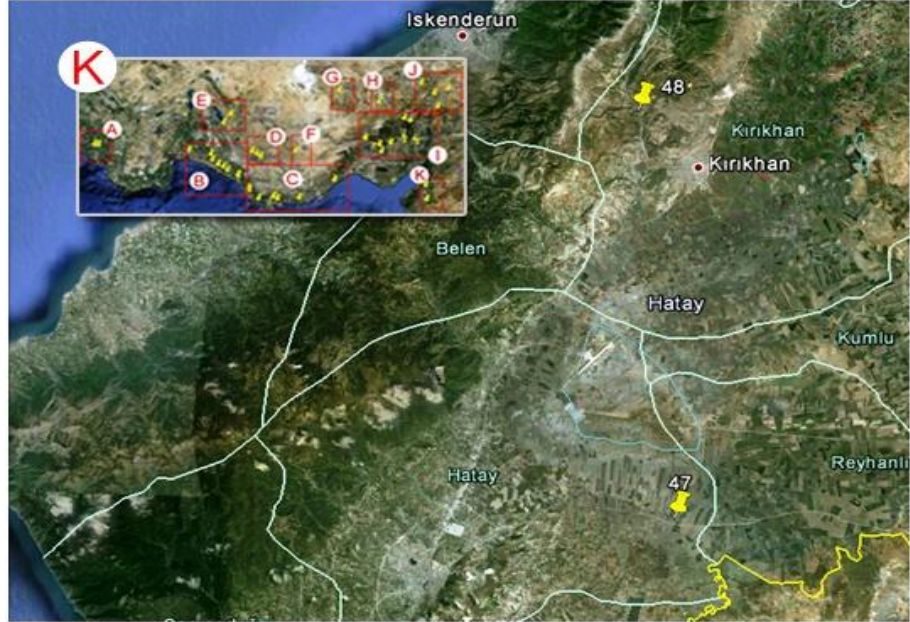 Iskenderun
K
G
H
J
E
A
D
F
I
B
C
K
48
Kırıkhan
Kırıkhan
Belen
Hatay
Kumlu
Hatay
Reyhanlı
47